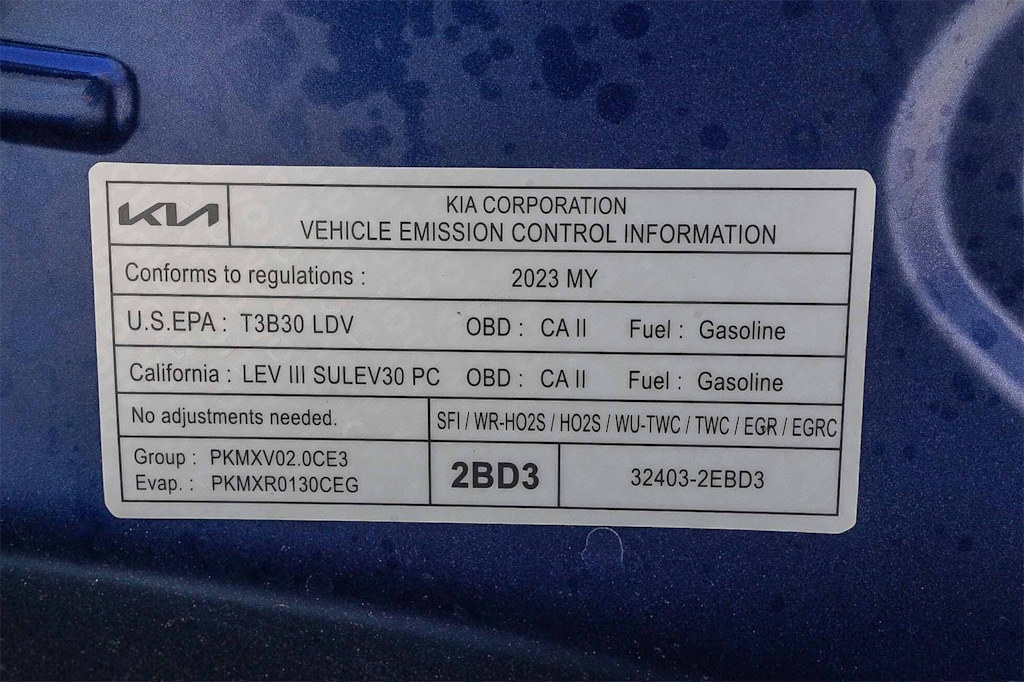 KIA
KIA CORPORATION
VEHICLE EMISSION CONTROL INFORMATION
Conforms to regulations : 2023 MY
U.S.EPA : T3B30 LDV OBD : CA II Fuel : Gasoline
California : LEV III SULEV30 PC OBD : CA II Fuel : Gasoline
No adjustments needed.
SFI / WR-HO2S / HO2S / WU-TWC / TWC / EGR / EGRC
Group : PKMXV02.0CE3
Evap. : PKMXR0130CEG
2BD3
32403-2EBD3